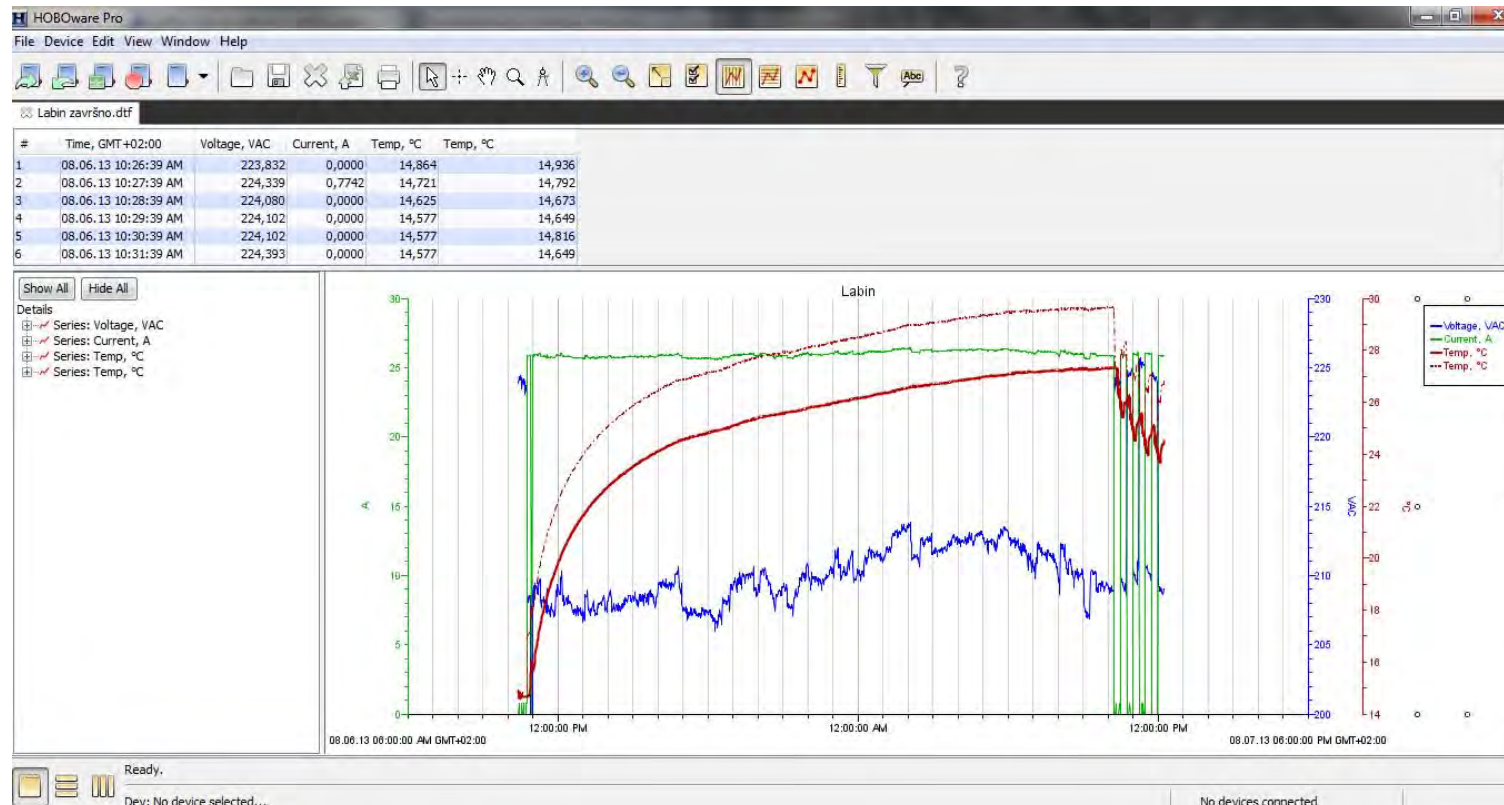 HOBOware Pro
File Device Edit View Window Help
Abc
Labin završno.dtf
# Time, GMT+02:00 Voltage, VAC Current, A Temp, °C Temp, °C
1 08.06.13 10:26:39 AM 223,832 0,0000 14,864 14,936
2 08.06.13 10:27:39 AM 224,339 0,7742 14,721 14,792
3 08.06.13 10:28:39 AM 224,080 0,0000 14,625 14,673
4 08.06.13 10:29:39 AM 224,102 0,0000 14,577 14,649
5 08.06.13 10:30:39 AM 224,102 0,0000 14,577 14,816
6 08.06.13 10:31:39 AM 224,393 0,0000 14,577 14,649
Show All Hide All
Details
Series: Voltage, VAC
Series: Current, A
Series: Temp, °C
Series: Temp, °C
Labin
30
25
20
15
10
5
0
A
230
225
220
215
210
205
200
VAC
30
28
26
24
22
20
18
16
14
°C
Voltage, VAC
Current, A
Temp, °C
Temp, °C
12:00:00 PM 12:00:00 AM 12:00:00 PM
08.06.13 06:00:00 AM GMT+02:00 08.07.13 06:00:00 PM GMT+02:00
Ready.
Dev: No device selected... No devices connected